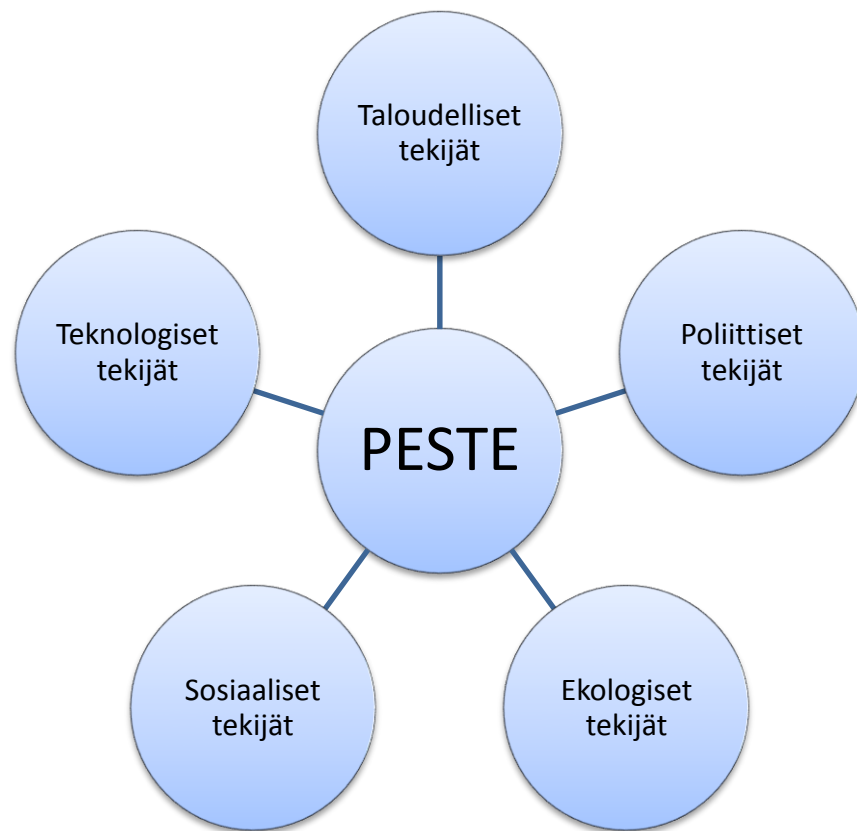 Taloudelliset
tekijät
Teknologiset
tekijät
Poliittiset
tekijät
PESTE
Sosiaaliset
tekijät
Ekologiset
tekijät